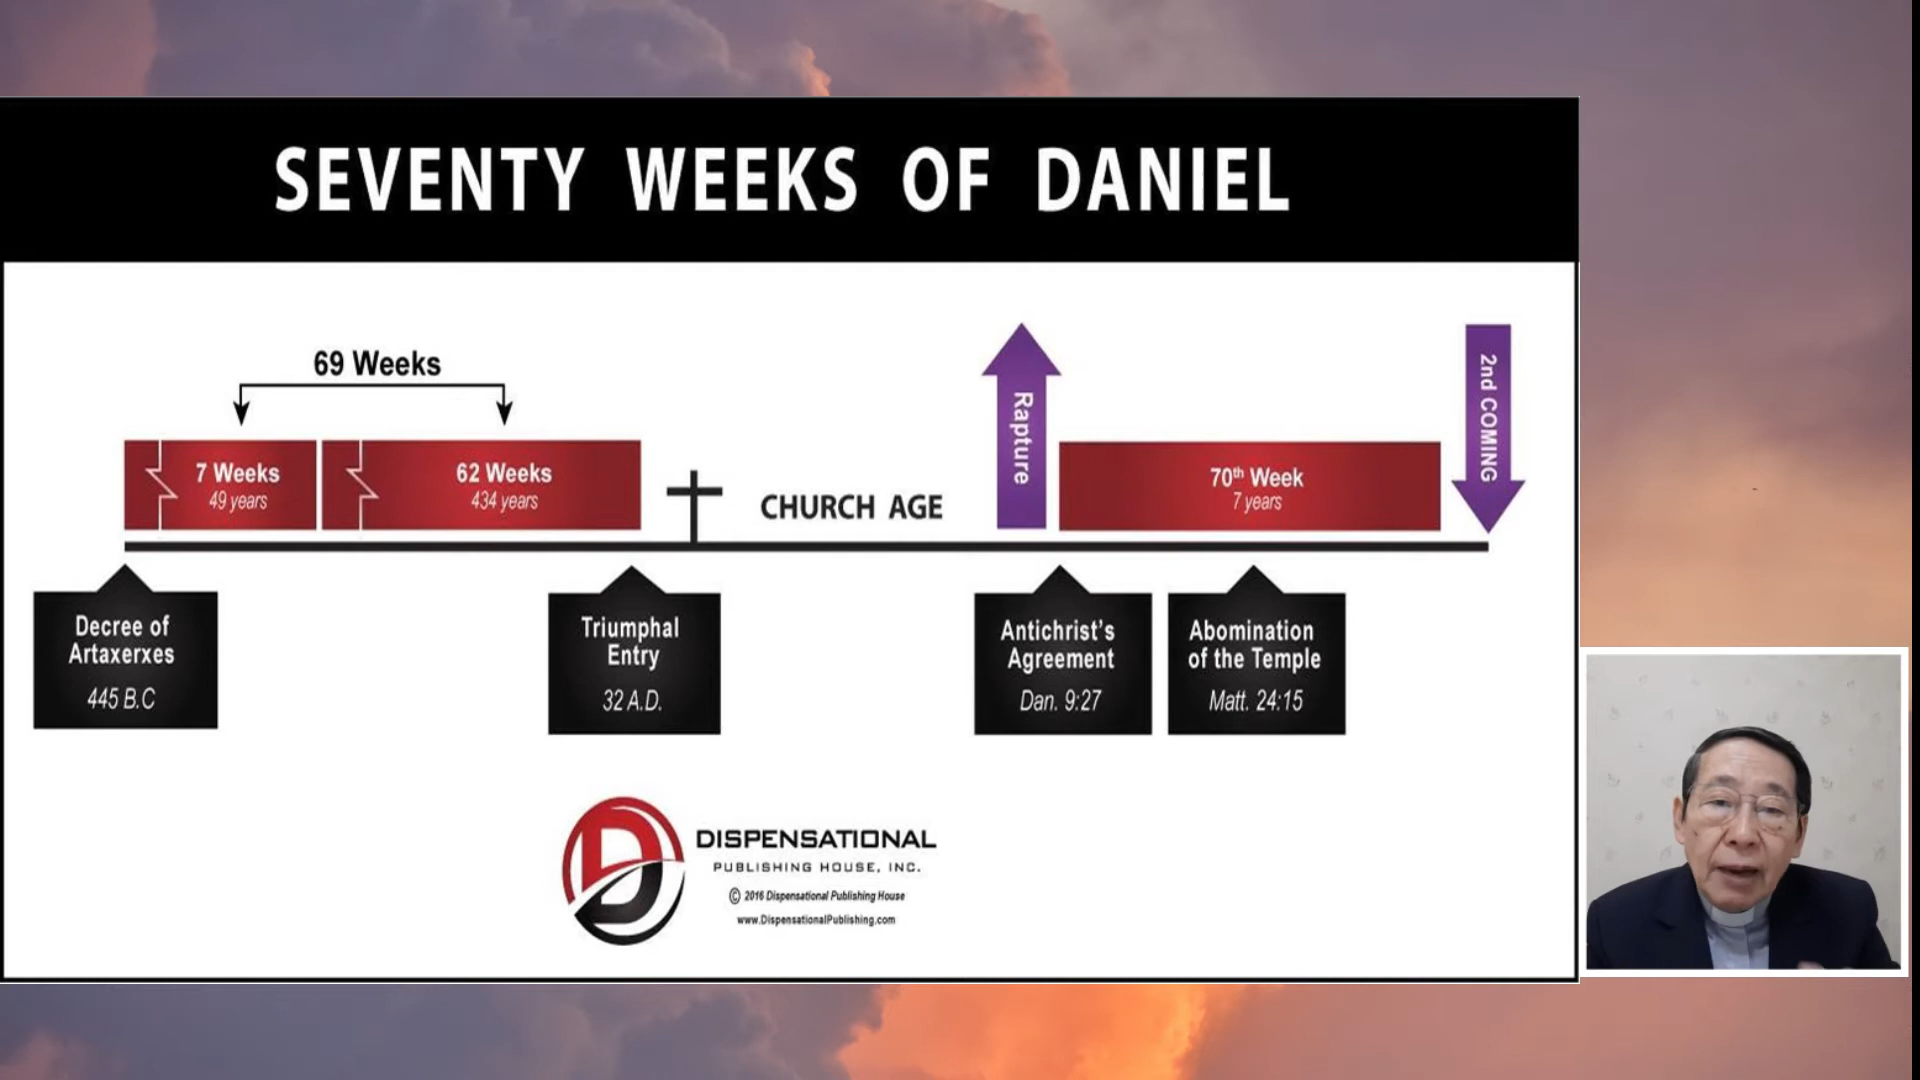 SEVENTY WEEKS OF DANIEL
69 Weeks
7 Weeks
49 years
62 Weeks
434 years
CHURCH AGE
Rapture
70th Week
7 years
2nd COMING
Decree of
Artaxerxes
445 B.C
Triumphal
Entry
32 A.D.
Antichrist's
Agreement
Dan. 9:27
Abomination
of the Temple
Matt. 24:15
DISPENSATIONAL
PUBLISHING HOUSE, INC.
© 2016 Dispensational Publishing House
www.DispensationalPublishing.com